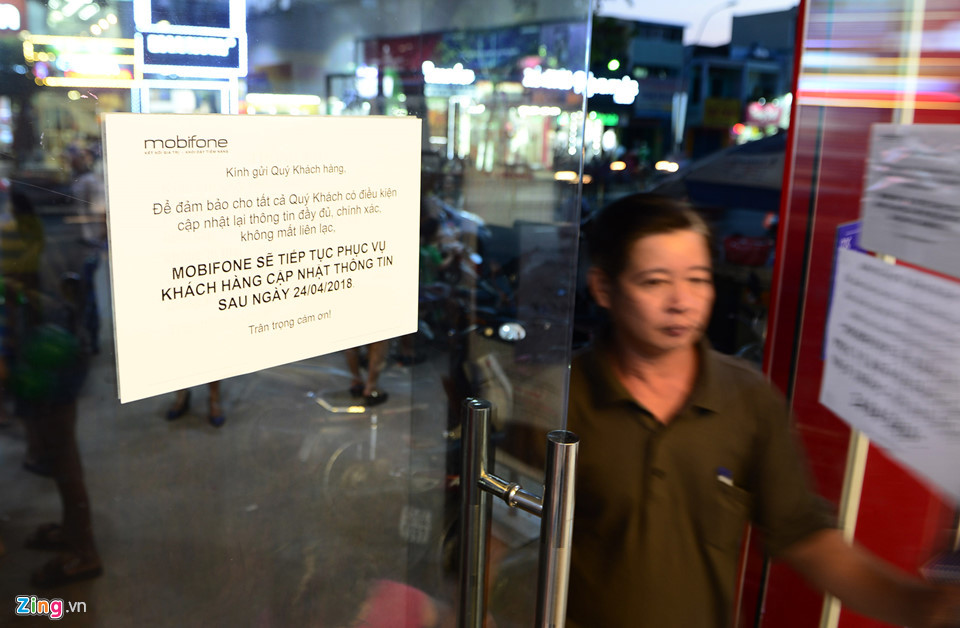 mobifone
Kính gửi Quý Khách hàng,
Để đảm bảo cho tất cả Quý Khách có điều kiện
cập nhật lại thông tin đầy đủ, chính xác,
không mất liên lạc,
MOBIFONE SẼ TIẾP TỤC PHỤC VỤ
KHÁCH HÀNG CẬP NHẬT THÔNG TIN
SAU NGÀY 24/04/2018
Trân trọng cảm ơn!
Zing.vn